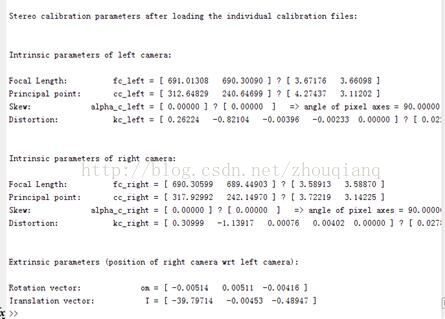 Stereo calibration parameters after loading the individual calibration files:
Intrinsic parameters of left camera:
Focal Length: fc_left = [ 691.01308 690.30090 ] ? [ 3.67176 3.66098 ]
Principal point: cc_left = [ 312.64829 240.64699 ] ? [ 4.27437 3.11202 ]
Skew: alpha_c_left = [ 0.00000 ] ? [ 0.00000 ] => angle of pixel axes = 90.00000
Distortion: kc_left = [ 0.26224 -0.82104 -0.00396 -0.00233 0.00000 ] ? [ 0.02
Intrinsic parameters of right camera:
http://blog.csdn.net/zhouqianq
Focal Length: fc_right = [ 690.30599 689.44903 ] ? [ 3.58913 3.58870 ]
Principal point: cc_right = [ 317.92992 242.14970 ] ? [ 3.72219 3.14225 ]
Skew: alpha_c_right = [ 0.00000 ] ? [ 0.00000 ] => angle of pixel axes = 90.0000
Distortion: kc_right = [ 0.30999 -1.13917 0.00076 0.00402 0.00000 ] ? [ 0.027
Extrinsic parameters (position of right camera wrt left camera):
Rotation vector: om = [ -0.00514 0.00511 -0.00416 ]
Translation vector: T = [ -39.79714 -0.00453 -0.48947 ]
>>